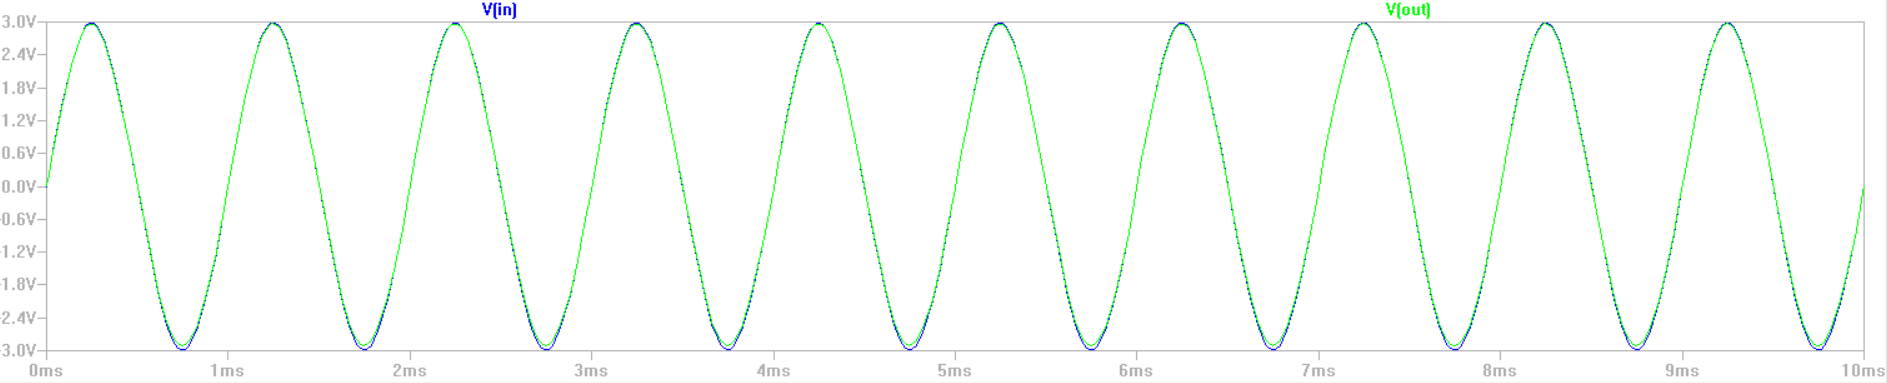 V(in) V(out)
3.0V
2.4V
1.8V
1.2V
0.6V
0.0V
-0.6V
-1.2V
-1.8V
-2.4V
-3.0V
0ms 1ms 2ms 3ms 4ms 5ms 6ms 7ms 8ms 9ms 10ms